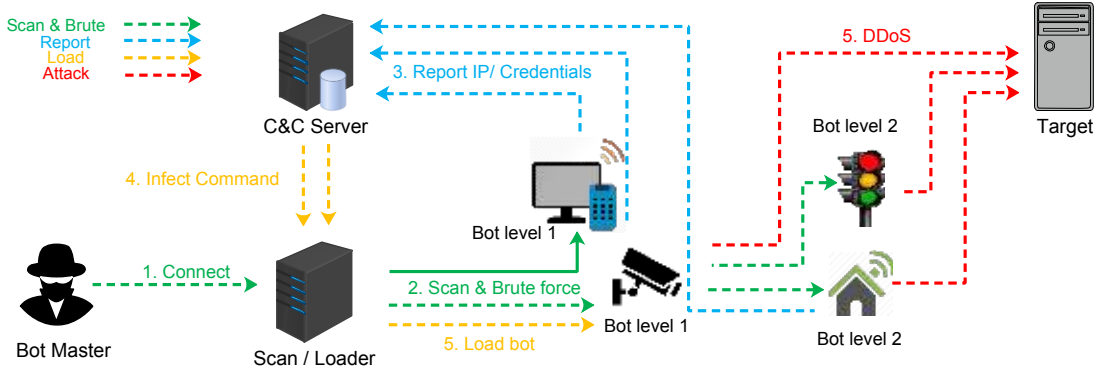 Scan & Brute
Report
Load
Attack
C&C Server
3. Report IP/ Credentials
5. DDoS
Target
Bot level 2
4. Infect Command
Bot level 1
1. Connect
2. Scan & Brute force
Bot level 1
5. Load bot
Bot level 2
Bot Master
Scan / Loader